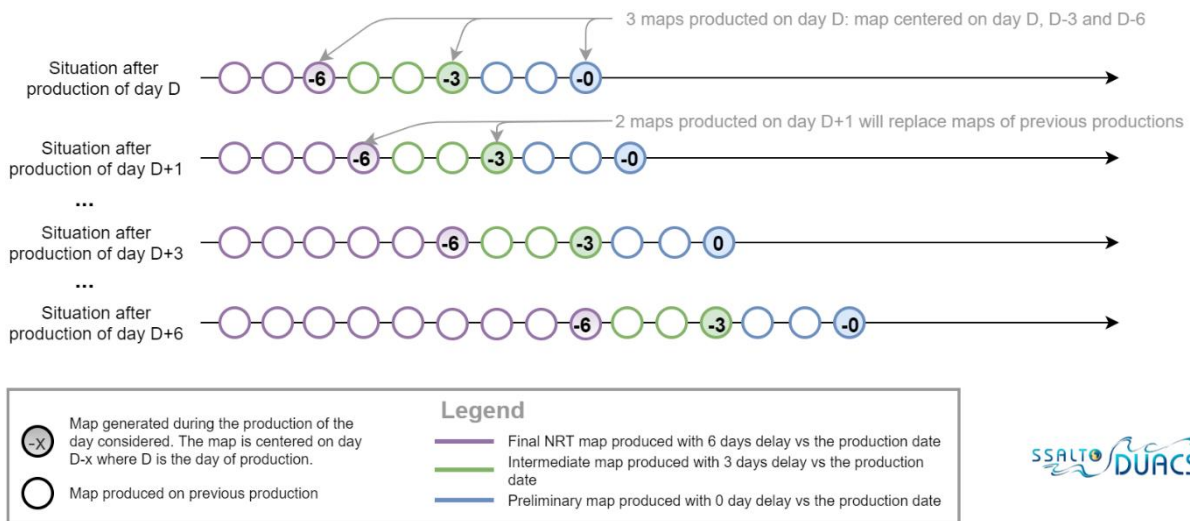 3 maps producted on day D: map centered on day D, D-3 and D-6
Situation after
production of day D
-6
-3
-0
2 maps producted on day D+1 will replace maps of previous productions
Situation after
production of day D+1
-6
-3
-0
...
Situation after
production of day D+3
-6
-3
0
...
Situation after
production of day D+6
-6
-3
-0
Legend
-X
Map generated during the production of the
day considered. The map is centered on day
D-x where D is the day of production.
Map produced on previous production
Final NRT map produced with 6 days delay vs the production date
Intermediate map produced with 3 days delay vs the production
date
Preliminary map produced with 0 day delay vs the production date
SSALTO DUACS